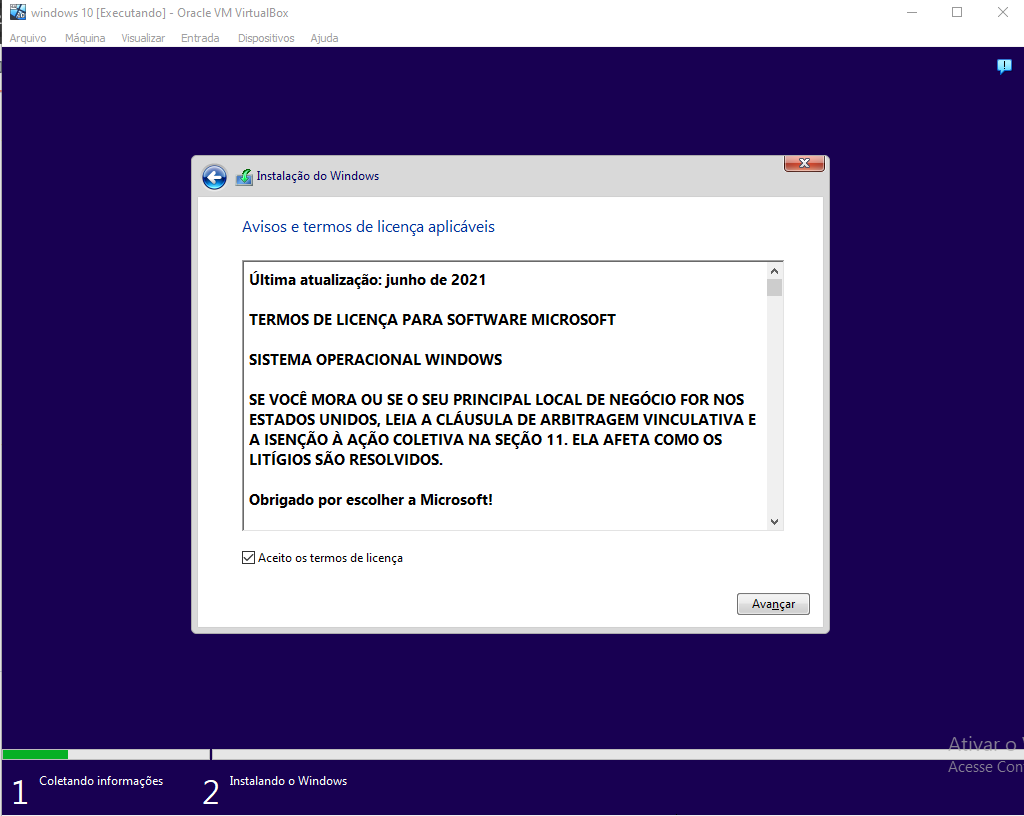 windows 10 [Executando] - Oracle VM VirtualBox
Arquivo Máquina Visualizar Entrada Dispositivos Ajuda
Instalação do Windows
Avisos e termos de licença aplicáveis
Última atualização: junho de 2021
TERMOS DE LICENÇA PARA SOFTWARE MICROSOFT
SISTEMA OPERACIONAL WINDOWS
SE VOCÊ MORA OU SE O SEU PRINCIPAL LOCAL DE NEGÓCIO FOR NOS
ESTADOS UNIDOS, LEIA A CLÁUSULA DE ARBITRAGEM VINCULATIVA E
A ISENÇÃO À AÇÃO COLETIVA NA SEÇÃO 11. ELA AFETA COMO OS
LITÍGIOS SÃO RESOLVIDOS.
Obrigado por escolher a Microsoft!
Aceito os termos de licença
Avançar
Ativar o
Acesse
1 Coletando informações
2 Instalando o Windows